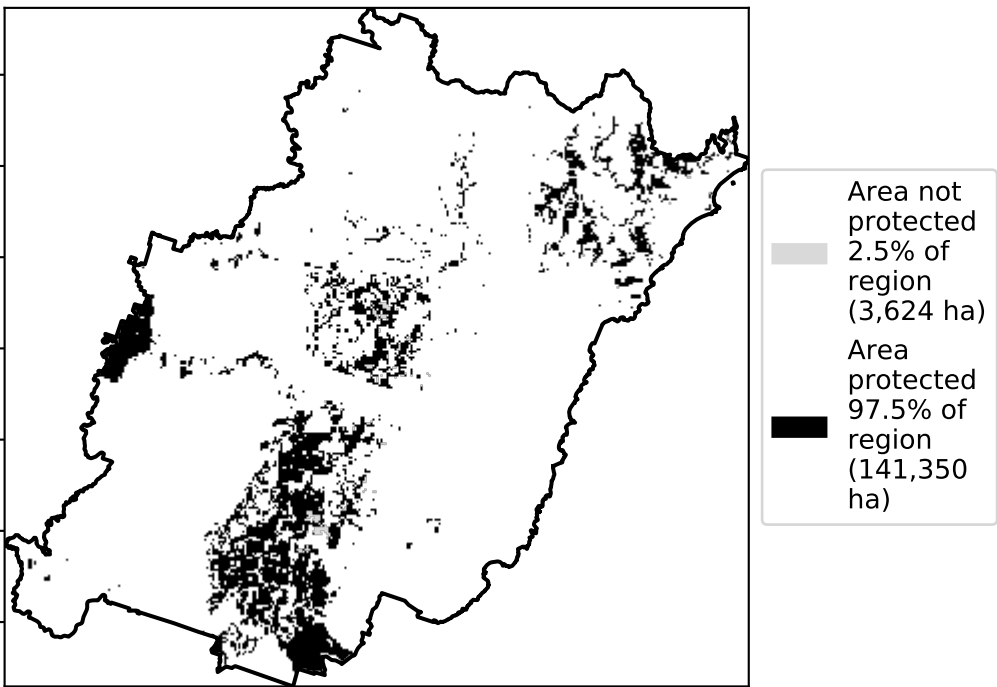 Area not
protected
2.5% of
region
(3,624 ha)
Area
protected
97.5% of
region
(141,350
ha)